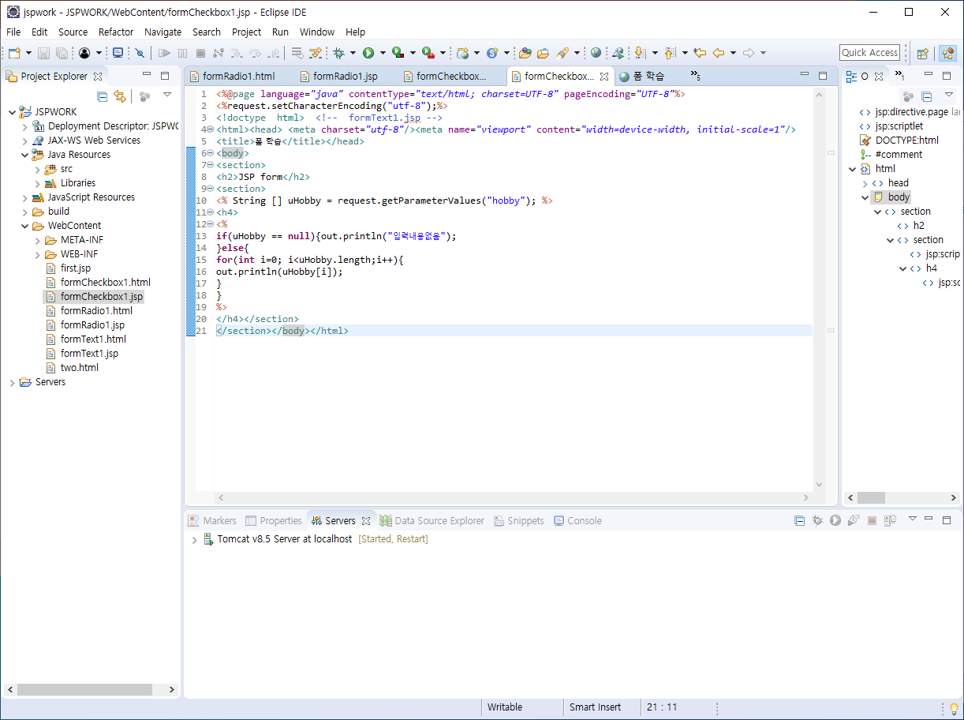 jspwork - JSPWORK/WebContent/formCheckbox1.jsp - Eclipse IDE
File Edit Source Refactor Navigate Search Project Run Window Help
Quick Access
Project Explorer
JSPWORK
Deployment Descriptor: JSPWO
JAX-WS Web Services
Java Resources
src
Libraries
JavaScript Resources
build
WebContent
META-INF
WEB-INF
first.jsp
formCheckbox1.html
formCheckbox1.jsp
formRadio1.html
formRadio1.jsp
formText1.html
formText1.jsp
two.html
Servers
formRadio1.html formRadio1.jsp formCheckbox... formCheckbox... 폼 학습 »5
1 <%@page language="java" contentType="text/html; charset=UTF-8" pageEncoding="UTF-8"%>
2 <%request.setCharacterEncoding("utf-8");%>
3 <!doctype html> <!-- formText1.jsp -->
4 <html><head> <meta charset="utf-8"/><meta name="viewport" content="width=device-width, initial-scale=1"/>
5 <title>폼 학습</title></head>
6 <body>
7 <section>
8 <h2>JSP form</h2>
9 <section>
10 <% String [] uHobby = request.getParameterValues("hobby"); %>
11 <h4>
12 <%
13 if(uHobby == null){out.println("입력내용없음");
14 }else{
15 for(int i=0; i<uHobby.length;i++){
16 out.println(uHobby[i]);
17 }
18 }
19 %>
20 </h4></section>
21 </section></body></html>
O »1
jsp:directive.page lan
jsp:scriptlet
DOCTYPE:html
#comment
html
head
body
section
h2
section
jsp:scrip
h4
jsp:sc
Markers Properties Servers Data Source Explorer Snippets Console
Tomcat v8.5 Server at localhost [Started, Restart]
Writable Smart Insert 21 : 11